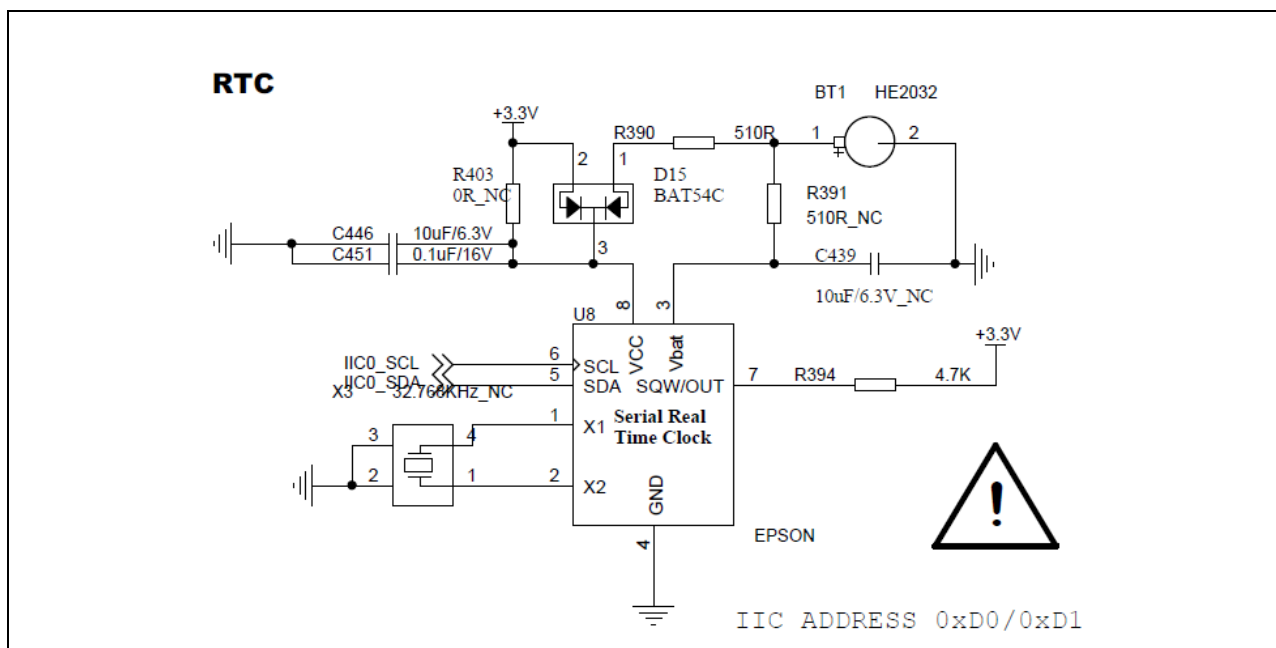 RTC
BT1 HE2032
+3.3V
R390 510R 1 2
2 1
R403
0R_NC
D15
BAT54C
R391
510R_NC
C446 10uF/6.3V
3
C451 0.1uF/16V
C439
10uF/6.3V_NC
8 3
U8
+3.3V
VCC Vbat
IIC0_SCL 6 SCL
IIC0_SDA 5 SDA SQW/OUT 7 R394 4.7K
X3 32.768KHz_NC
1 X1 Serial Real
Time Clock
3 4
2 1 2 X2
GND
!
EPSON
4
IIC ADDRESS 0xD0/0xD1